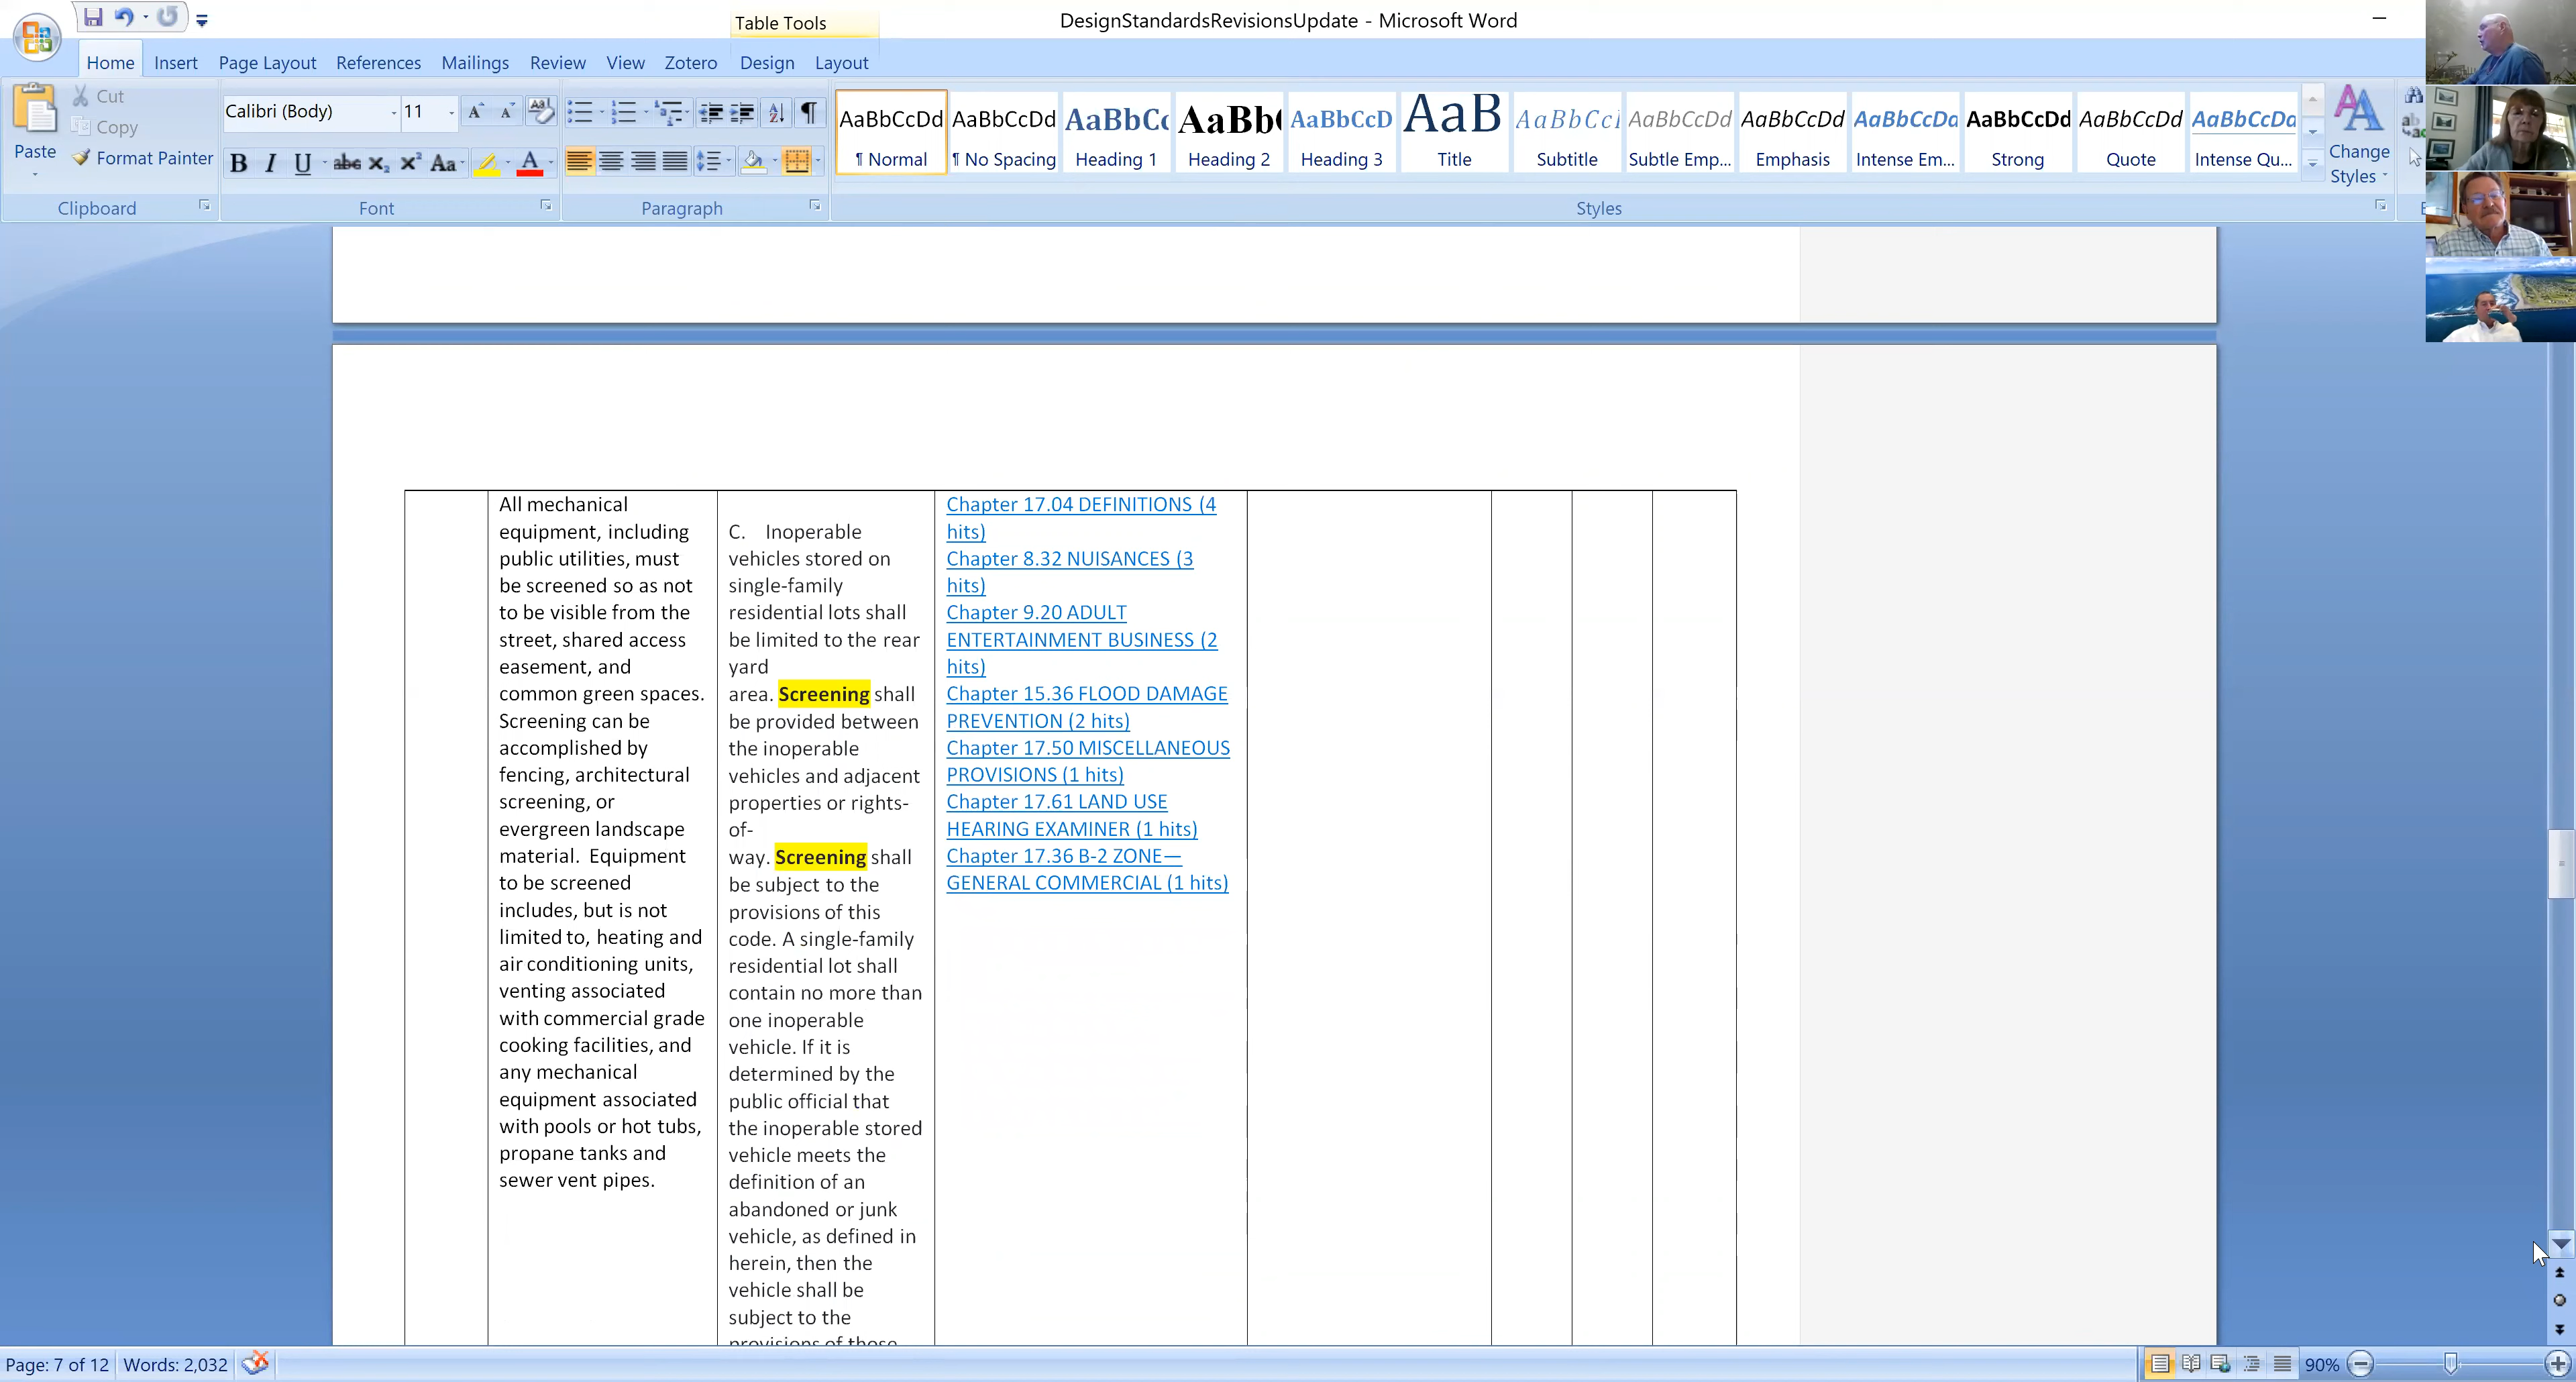 Table Tools
DesignStandardsRevisionsUpdate - Microsoft Word
Home Insert Page Layout References Mailings Review View Zotero Design Layout
Paste
Cut
Copy
Format Painter
Clipboard
Calibri (Body) 11
Font
Paragraph
AaBbCcDd
¶ Normal
AaBbCcDd
¶ No Spacing
AaBbCc
Heading 1
AaBb
Heading 2
AaBbCcD
Heading 3
AaB
Title
AaBbCc
Subtitle
AaBbCcDd
Subtle Emp...
AaBbCcDd
Emphasis
AaBbCcDd
Intense Em...
AaBbCcDd
Strong
AaBbCcDd
Quote
AaBbCcDd
Intense Qu...
Change
Styles
Styles
All mechanical
equipment, including
public utilities, must
be screened so as not
to be visible from the
street, shared access
easement, and
common green spaces.
Screening can be
accomplished by
fencing, architectural
screening, or
evergreen landscape
material. Equipment
to be screened
includes, but is not
limited to, heating and
air conditioning units,
venting associated
with commercial grade
cooking facilities, and
any mechanical
equipment associated
with pools or hot tubs,
propane tanks and
sewer vent pipes.
C. Inoperable
vehicles stored on
single-family
residential lots shall
be limited to the rear
yard
area. Screening shall
be provided between
the inoperable
vehicles and adjacent
properties or rights-
of-
way. Screening shall
be subject to the
provisions of this
code. A single-family
residential lot shall
contain no more than
one inoperable
vehicle. If it is
determined by the
public official that
the inoperable stored
vehicle meets the
definition of an
abandoned or junk
vehicle, as defined in
herein, then the
vehicle shall be
subject to the
provisions of those
Chapter 17.04 DEFINITIONS (4
hits)
Chapter 8.32 NUISANCES (3
hits)
Chapter 9.20 ADULT
ENTERTAINMENT BUSINESS (2
hits)
Chapter 15.36 FLOOD DAMAGE
PREVENTION (2 hits)
Chapter 17.50 MISCELLANEOUS
PROVISIONS (1 hits)
Chapter 17.61 LAND USE
HEARING EXAMINER (1 hits)
Chapter 17.36 B-2 ZONE—
GENERAL COMMERCIAL (1 hits)
Page: 7 of 12 Words: 2,032
90%